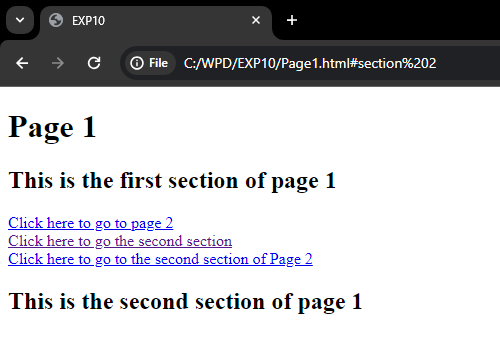 EXP10
File C:/WPD/EXP10/Page1.html#section%202
Page 1
This is the first section of page 1
Click here to go to page 2
Click here to go the second section
Click here to go to the second section of Page 2
This is the second section of page 1